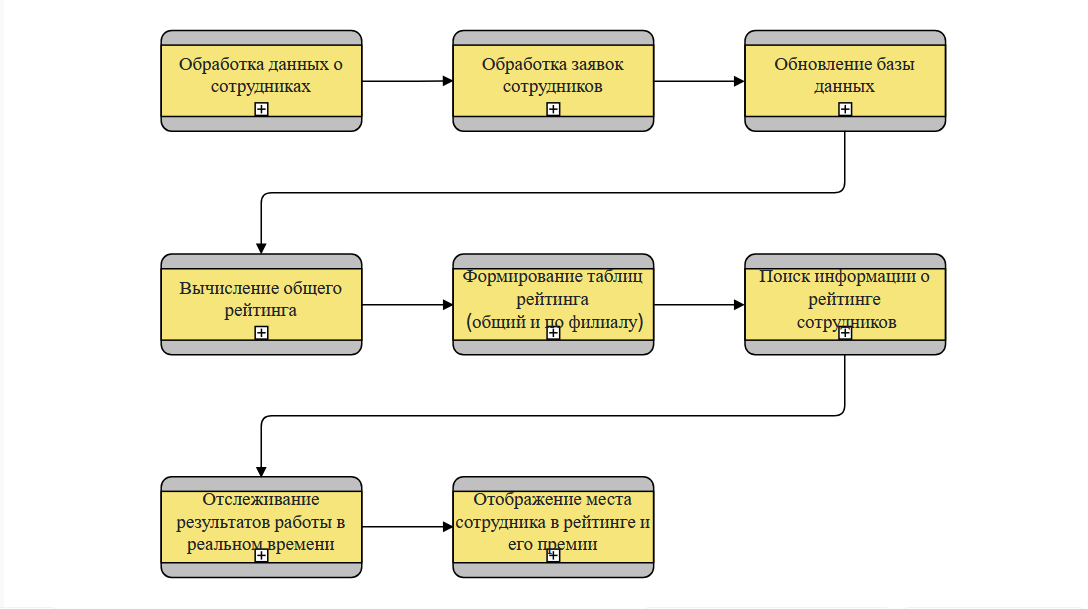 Обработка данных о
сотрудниках
Обработка заявок
сотрудников
Обновление базы
данных
Вычисление общего
рейтинга
Формирование таблиц
рейтинга
(общий и по филиалу)
Поиск информации о
рейтинге
сотрудников
Отслеживание
результатов работы в
реальном времени
Отображение места
сотрудника в рейтинге и
его премии